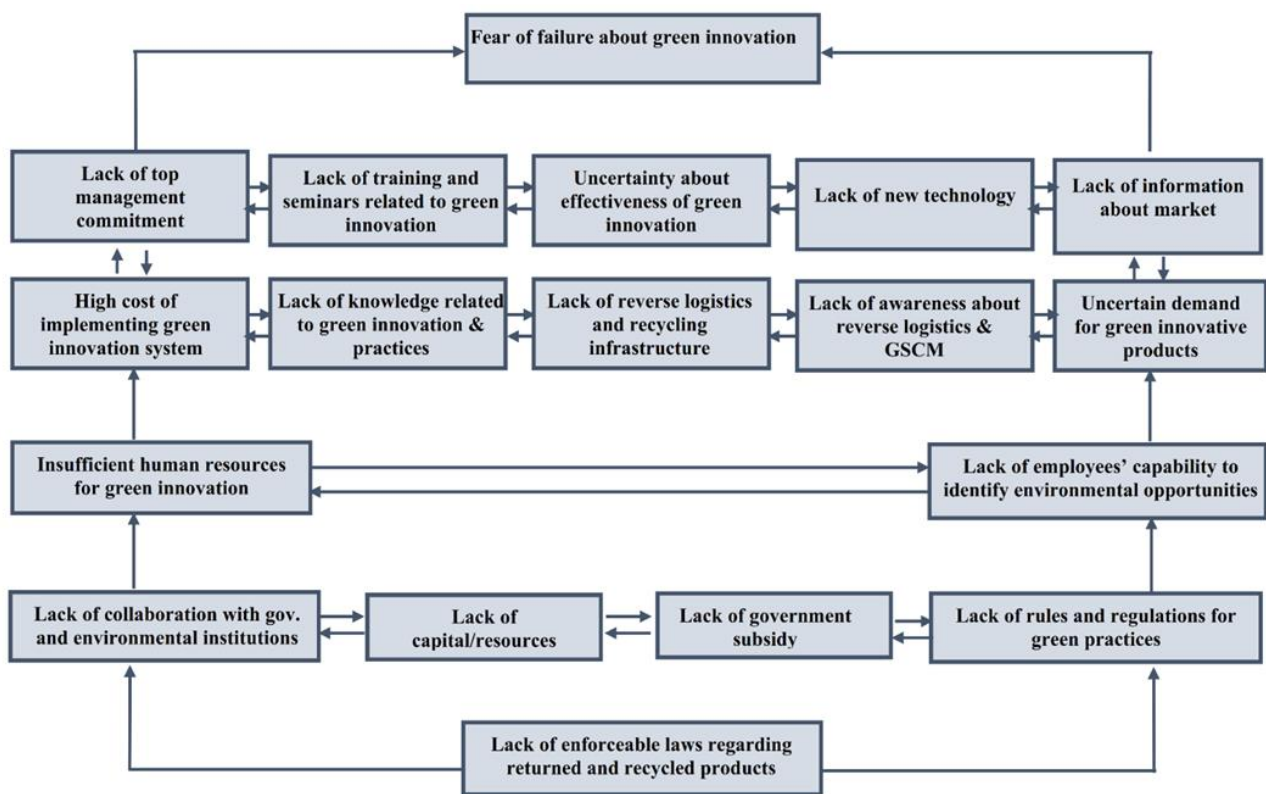 Fear of failure about green innovation
Lack of top
management
commitment
Lack of training and
seminars related to green
innovation
Uncertainty about
effectiveness of green
innovation
Lack of new technology
Lack of information
about market
High cost of
implementing green
innovation system
Lack of knowledge related
to green innovation &
practices
Lack of reverse logistics
and recycling
infrastructure
Lack of awareness about
reverse logistics &
GSCM
Uncertain demand
for green innovative
products
Insufficient human resources
for green innovation
Lack of employees’ capability to
identify environmental opportunities
Lack of collaboration with gov.
and environmental institutions
Lack of
capital/resources
Lack of government
subsidy
Lack of rules and regulations for
green practices
Lack of enforceable laws regarding
returned and recycled products